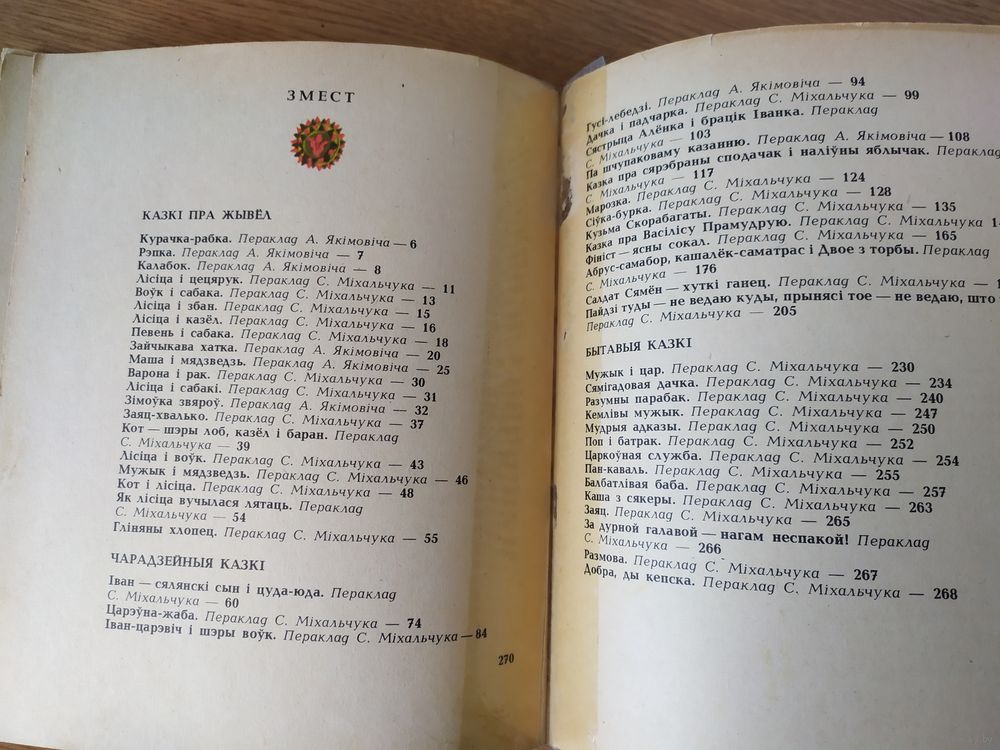 ЗМЕСТ
КАЗКІ ПРА ЖЫВЁЛ
Курачка-рабка. Пераклад А. Якімовіча — 6
Рэпка. Пераклад А. Якімовіча — 7
Калабок. Пераклад А. Якімовіча — 8
Лісіца і цецярук. Пераклад С. Міхальчука — 11
Воўк і сабака. Пераклад С. Міхальчука — 13
Лісіца і збан. Пераклад С. Міхальчука — 15
Лісіца і казёл. Пераклад С. Міхальчука — 16
Певень і сабака. Пераклад С. Міхальчука — 18
Зайчыкава хатка. Пераклад А. Якімовіча — 20
Маша і мядзведзь. Пераклад А. Якімовіча — 25
Варона і рак. Пераклад С. Міхальчука — 30
Лісіца і сабакі. Пераклад С. Міхальчука — 31
Зімоўка звяроў. Пераклад А. Якімовіча — 32
Заяц-хвалько. Пераклад С. Міхальчука — 37
Кот — шэры лоб, казёл і баран. Пераклад
С. Міхальчука — 39
Лісіца і воўк. Пераклад С. Міхальчука — 43
Мужык і мядзведзь. Пераклад С. Міхальчука — 46
Кот і лісіца. Пераклад С. Міхальчука — 48
Як лісіца вучылася лятаць. Пераклад
С. Міхальчука — 54
Гліняны хлопец. Пераклад С. Міхальчука — 55
ЧАРАДЗЕЙНЫЯ КАЗКІ
Іван — сялянскі сын і цуда-юда. Пераклад
С. Міхальчука — 60
Царэўна-жаба. Пераклад С. Міхальчука — 74
Іван-царэвіч і шэры воўк. Пераклад С. Міхальчука — 84
270
Гусі-лебедзі. Пераклад А. Якімовіча — 94
Дачка і падчарка. Пераклад С. Міхальчука — 99
Сястрыца Алёнка і брацік Іванка. Пераклад
С. Міхальчука — 103
Па шчупаковаму казанню. Пераклад А. Якімовіча — 108
Казка пра сярэбраны сподачак і наліўны яблычак. Пераклад
С. Міхальчука — 117
Марозка. Пераклад С. Міхальчука — 124
Сіўка-бурка. Пераклад С. Міхальчука — 128
Кузьма Скорабагаты. Пераклад С. Міхальчука — 135
Казка пра Васілісу Прамудрую. Пераклад С. Міхальчука
Фініст — ясны сокал. Пераклад С. Міхальчука — 165
Абрус-самабор, кашалёк-саматрас і Двое з торбы. Пераклад
С. Міхальчука — 176
Салдат Сямён — хуткі ганец. Пераклад С. Міхальчука —
Пайдзі туды — не ведаю куды, прынясі тое — не ведаю, што
Пераклад С. Міхальчука — 205
БЫТАВЫЯ КАЗКІ
Мужык і цар. Пераклад С. Міхальчука — 230
Сямігадовая дачка. Пераклад С. Міхальчука — 234
Разумны парабак. Пераклад С. Міхальчука — 240
Кемлівы мужык. Пераклад С. Міхальчука — 247
Мудрыя адказы. Пераклад С. Міхальчука — 250
Поп і батрак. Пераклад С. Міхальчука — 252
Царкоўная служба. Пераклад С. Міхальчука — 254
Пан-каваль. Пераклад С. Міхальчука — 255
Балбатлівая баба. Пераклад С. Міхальчука — 257
Каша з сякеры. Пераклад С. Міхальчука — 263
Заяц. Пераклад С. Міхальчука — 265
За дурной галавой — нагам неспакой! Пераклад
С. Міхальчука — 266
Размова. Пераклад С. Міхальчука — 267
Добра, ды кепска. Пераклад С. Міхальчука — 268